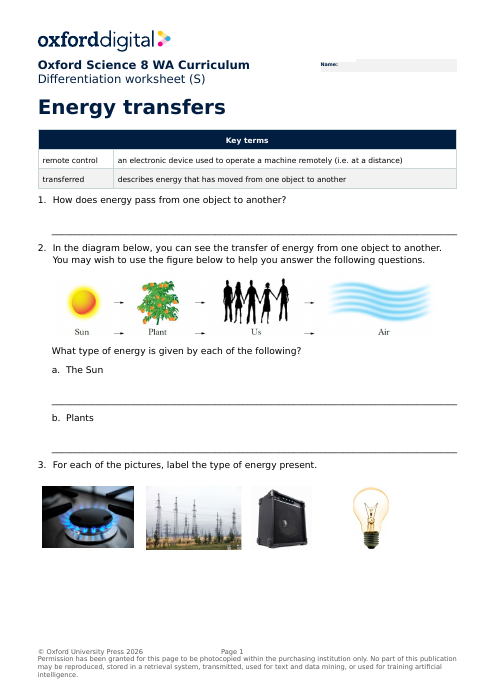 oxforddigital
Oxford Science 8 WA Curriculum
Name:
Differentiation worksheet (S)
Energy transfers
Key terms
remote control an electronic device used to operate a machine remotely (i.e. at a distance)
transferred describes energy that has moved from one object to another
1. How does energy pass from one object to another?
2. In the diagram below, you can see the transfer of energy from one object to another.
You may wish to use the figure below to help you answer the following questions.
Sun → Plant → Us → Air
What type of energy is given by each of the following?
a. The Sun
b. Plants
3. For each of the pictures, label the type of energy present.
© Oxford University Press 2026 Page 1
Permission has been granted for this page to be photocopied within the purchasing institution only. No part of this publication
may be reproduced, stored in a retrieval system, transmitted, used for text and data mining, or used for training artificial
intelligence.